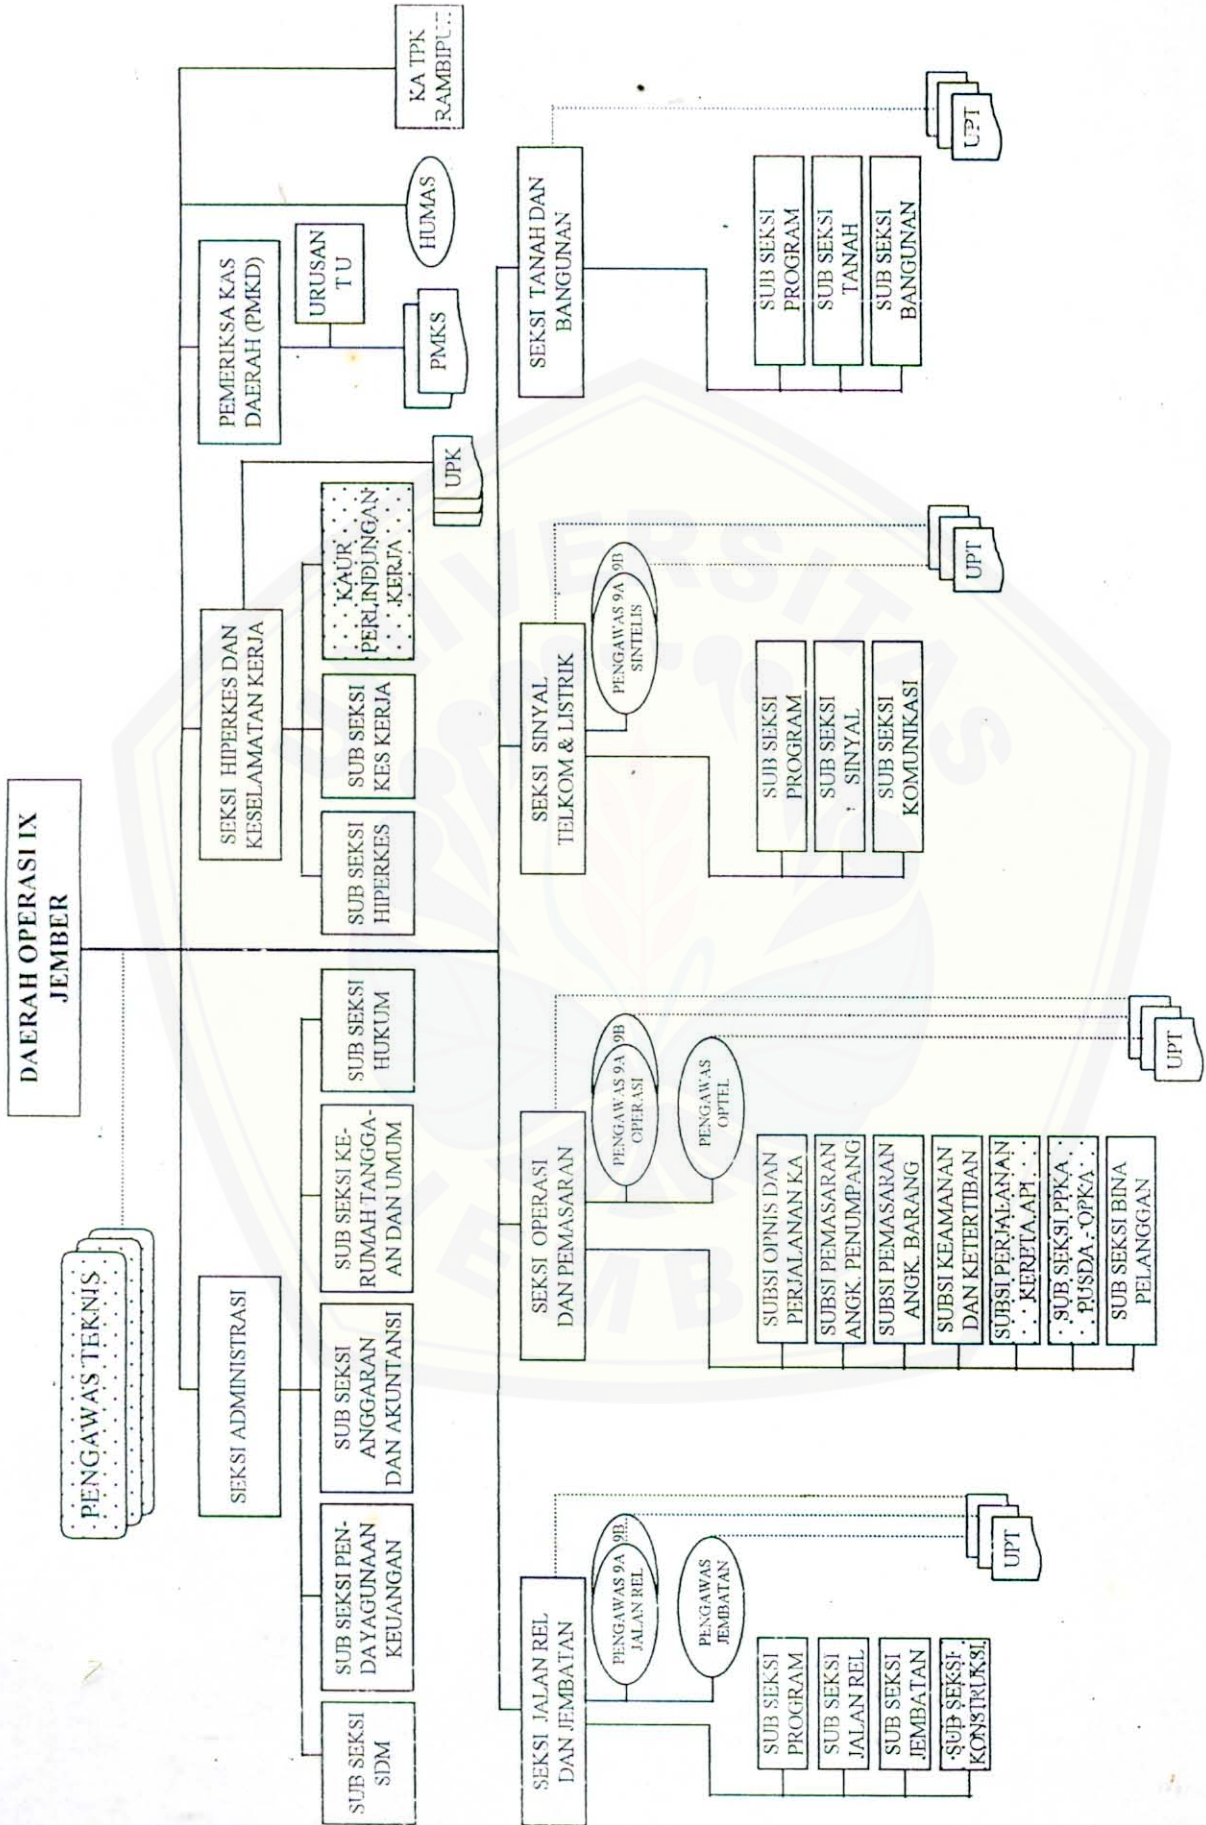 DAERAH OPERASI IX
JEMBER
PENGAWAS TEKNIS
SEKSI ADMINISTRASI
SUB SEKSI
SDM
SUB SEKSI PEN-
DAYAGUNAAN
KEUANGAN
SUB SEKSI
ANGGARAN
DAN AKUNTANSI
SUB SEKSI KE-
RUMAH TANGGA-
AN DAN UMUM
SUB SEKSI
HUKUM
SEKSI HIPERKES DAN
KESELAMATAN KERJA
SUB SEKSI
HIPERKES
SUB SEKSI
KES KERJA
KAUR
PERLINDUNGAN
KERJA
UPK
PEMERIKSA KAS
DAERAH (PMKD)
URUSAN
TU
PMKS
HUMAS
KA TPK
SEKSI JALAN REL
DAN JEMBATAN
PENGAWAS 9A
JALAN REL
9B
PENGAWAS
JEMBATAN
SUB SEKSI
PROGRAM
SUB SEKSI
JALAN REL
SUB SEKSI
JEMBATAN
SUB SEKSI
KONSTRUKSI
UPT
SEKSI OPERASI
DAN PEMASARAN
PENGAWAS 9A
OPERASI
9B
PENGAWAS
OPTEL
SUBSI OPNIS DAN
PERJALANAN KA
SUBSI PEMASARAN
ANGK. PENUMPANG
SUBSI PEMASARAN
ANGK. BARANG
SUBSI KEAMANAN
DAN KETERTIBAN
SUBSI PERJALANAN
KERETA API
SUB SEKSI PPKA
PUSDA - OPKA
SUB SEKSI BINA
PELANGGAN
UPT
SEKSI SINYAL
TELKOM & LISTRIK
PENGAWAS 9A
SINTELIS
9B
SUB SEKSI
PROGRAM
SUB SEKSI
SINYAL
SUB SEKSI
KOMUNIKASI
UPT
SEKSI TANAH DAN
BANGUNAN
SUB SEKSI
PROGRAM
SUB SEKSI
TANAH
SUB SEKSI
BANGUNAN
UPT
UNIVERSITAS
JEMBER